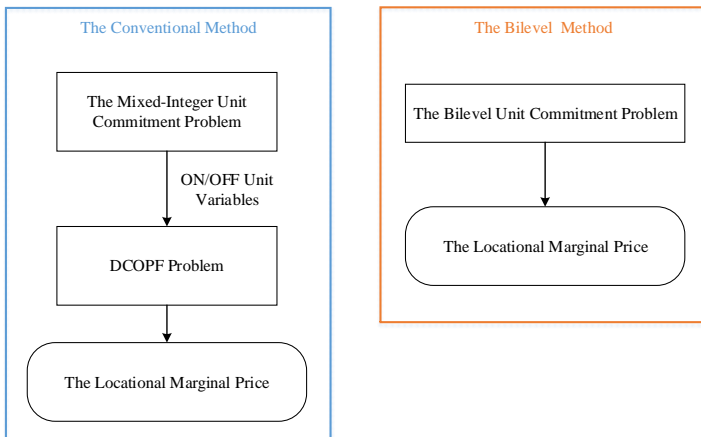 The Conventional Method
The Mixed-Integer Unit
Commitment Problem
ON/OFF Unit
Variables
DCOPF Problem
The Locational Marginal Price
The Bilevel Method
The Bilevel Unit Commitment Problem
The Locational Marginal Price